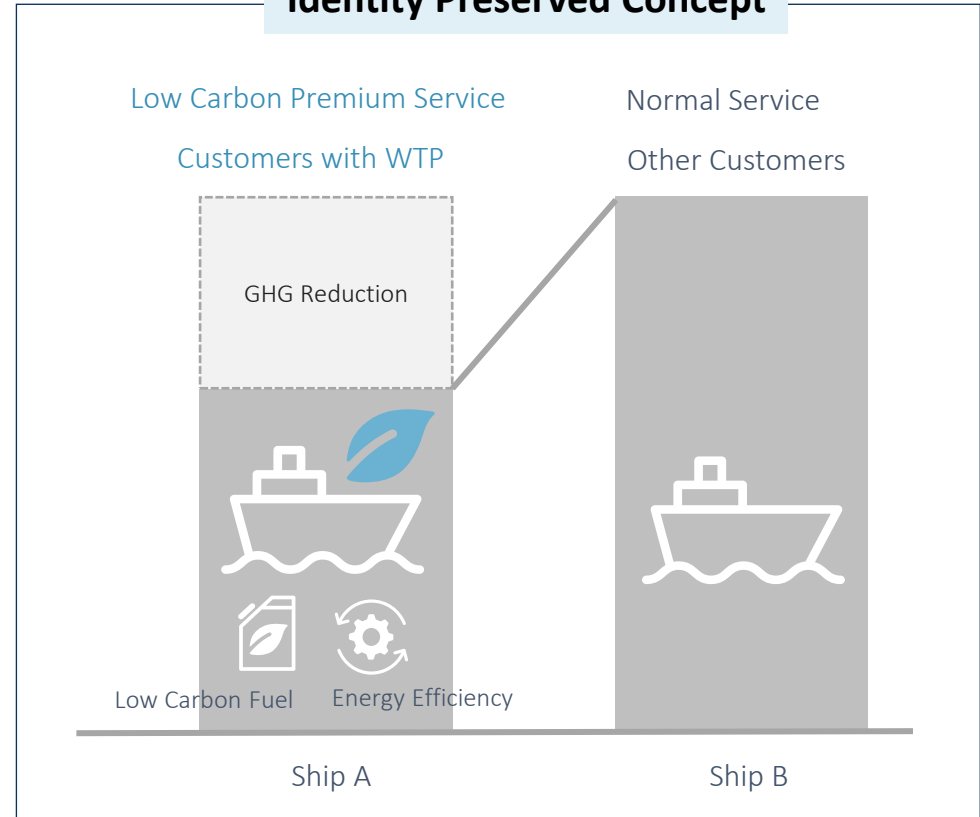 Identity Preserved Concept
Low Carbon Premium Service
Customers with WTP
Normal Service
Other Customers
GHG Reduction
Low Carbon Fuel
Energy Efficiency
Ship A
Ship B